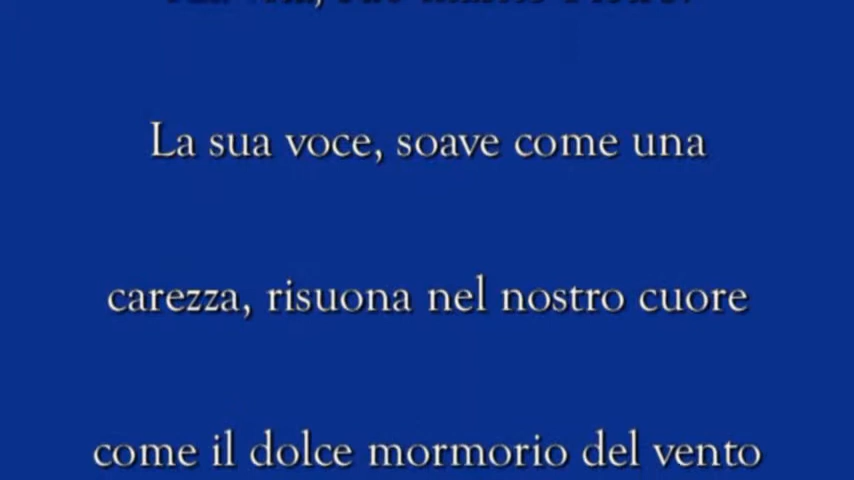 La sua voce, soave come una
carezza, risuona nel nostro cuore
come il dolce mormorio del vento